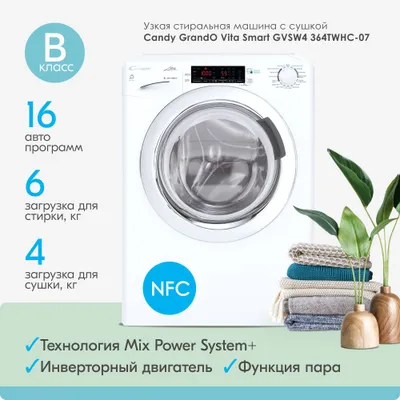 Узкая стиральная машина с сушкой
Candy GrandO Vita Smart GVSW4 364TWHC-07
B
класс
16
авто
программ
6
загрузка для
стирки, кг
4
загрузка для
сушки, кг
NFC
Технология Mix Power System+
Инверторный двигатель
Функция пара